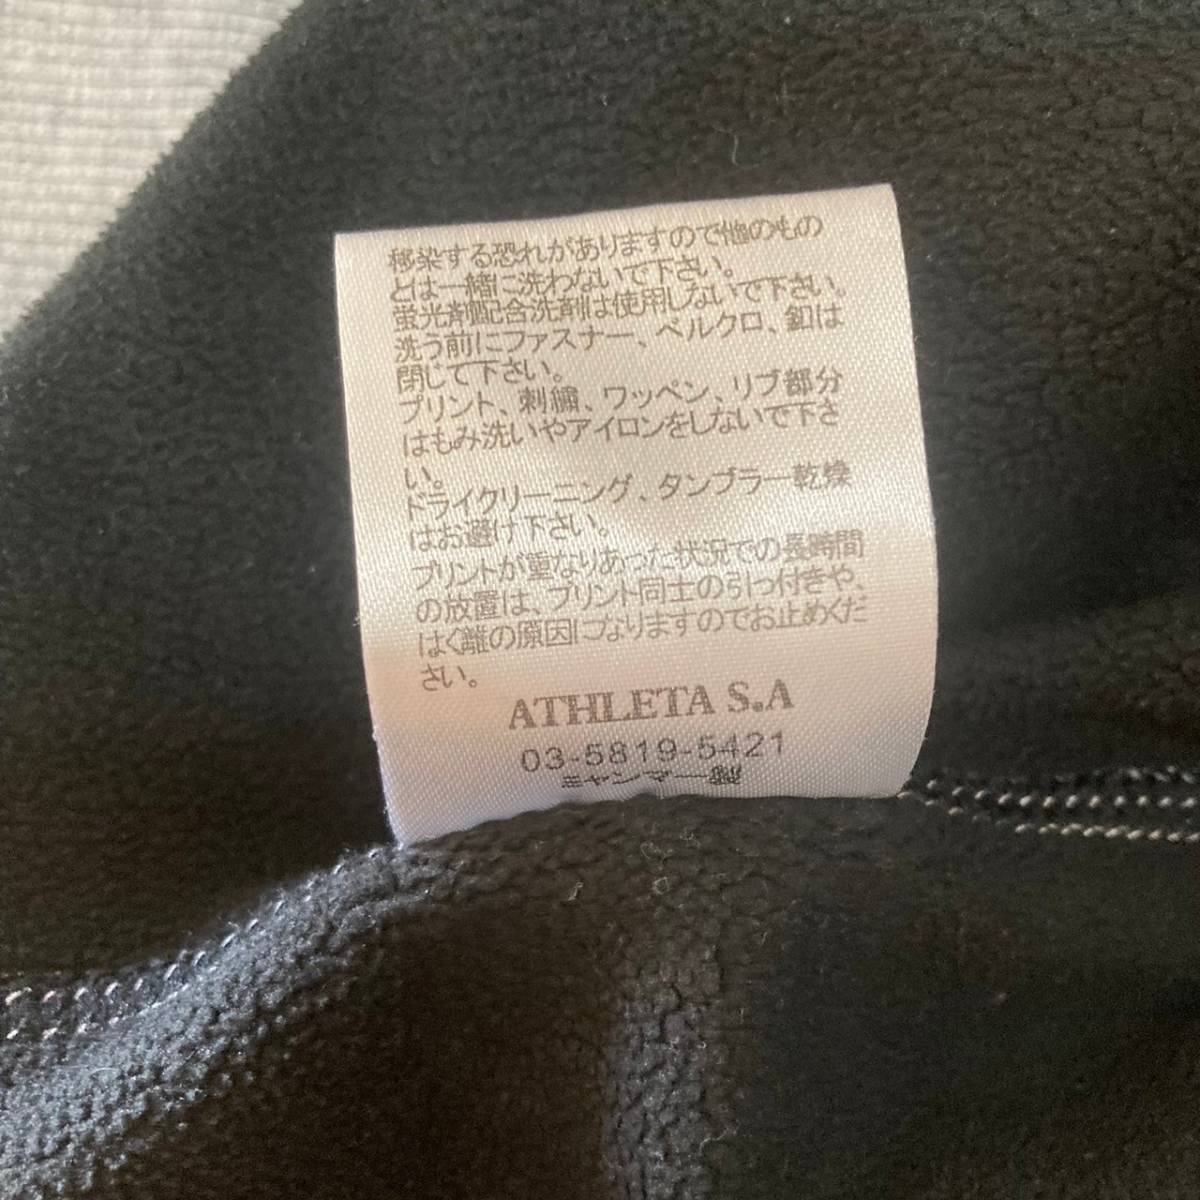 移染する恐れがありますので他のもの
とは一緒に洗わないで下さい。
蛍光剤配合洗剤は使用しないで下さい。
洗う前にファスナー、ベルクロ、釦は
閉じて下さい。
プリント、刺繍、ワッペン、リブ部分
はもみ洗いやアイロンをしないで下さ
い。
ドライクリーニング、タンブラー乾燥
はお避け下さい。
プリントが重なりあった状況での長時間
の放置は、プリント同士の引っ付きや、
はく離の原因になりますのでお止めくだ
さい。
ATHLETA S.A
03-5819-5421
ミャンマー製